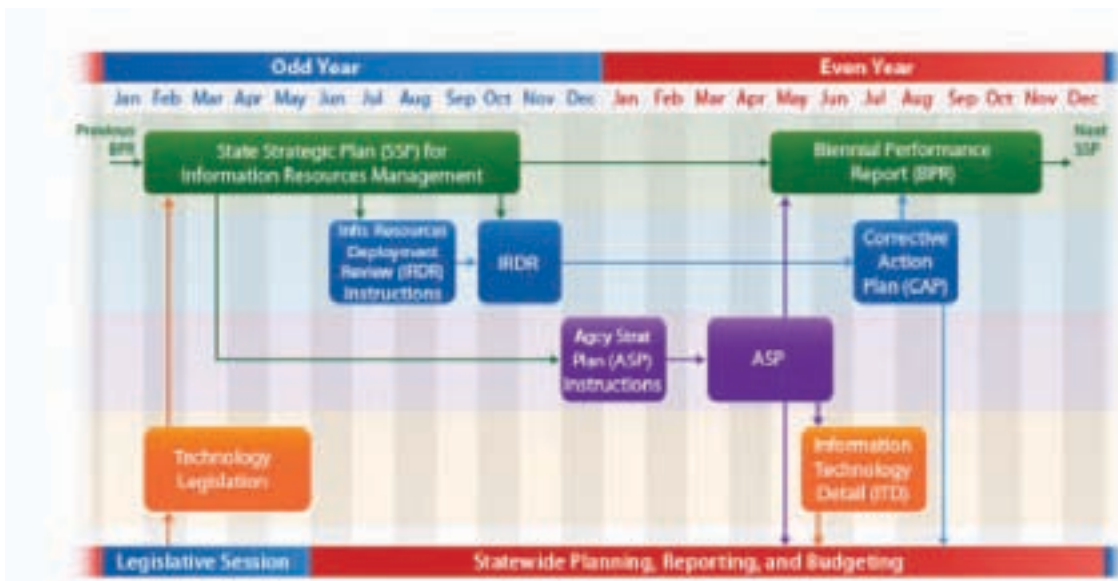 Odd Year
Even Year
Jan Feb Mar Apr May Jun Jul Aug Sep Oct Nov Dec Jan Feb Mar Apr May Jun Jul Aug Sep Oct Nov Dec
Previous
BPR
State Strategic Plan (SSP) for
Information Resources Management
Biennial Performance
Report (BPR)
Next
SSP
Resources
Deployment
Review (IRDR)
Instructions
IRDR
Corrective
Action
Plan (CAP)
Agcy Strat
Plan (ASP)
Instructions
ASP
Technology
Legislation
Information
Technology
Detail (ITD)
Legislative Session
Statewide Planning, Reporting, and Budgeting